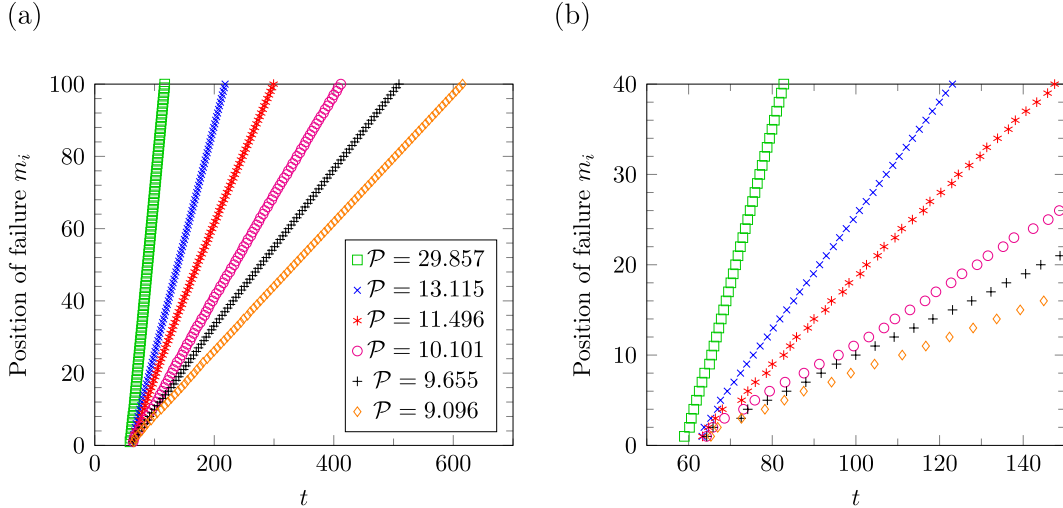 (a)
Position of failure m_i
100
80
60
40
20
0
0 200 400 600
t
𝒫 = 29.857
𝒫 = 13.115
𝒫 = 11.496
𝒫 = 10.101
𝒫 = 9.655
𝒫 = 9.096
(b)
Position of failure m_i
40
30
20
10
0
60 80 100 120 140
t